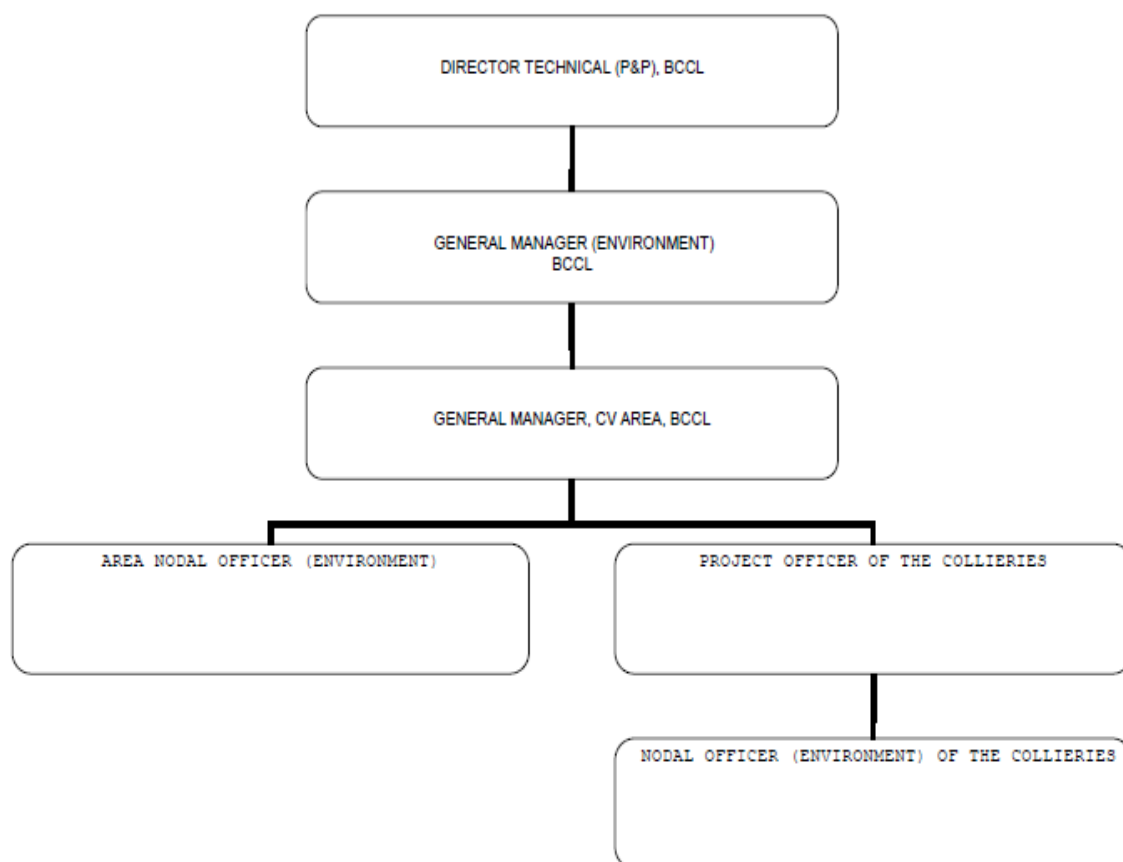 DIRECTOR TECHNICAL (P&P), BCCL
GENERAL MANAGER (ENVIRONMENT)
BCCL
GENERAL MANAGER, CV AREA, BCCL
AREA NODAL OFFICER (ENVIRONMENT)
PROJECT OFFICER OF THE COLLIERIES
NODAL OFFICER (ENVIRONMENT) OF THE COLLIERIES